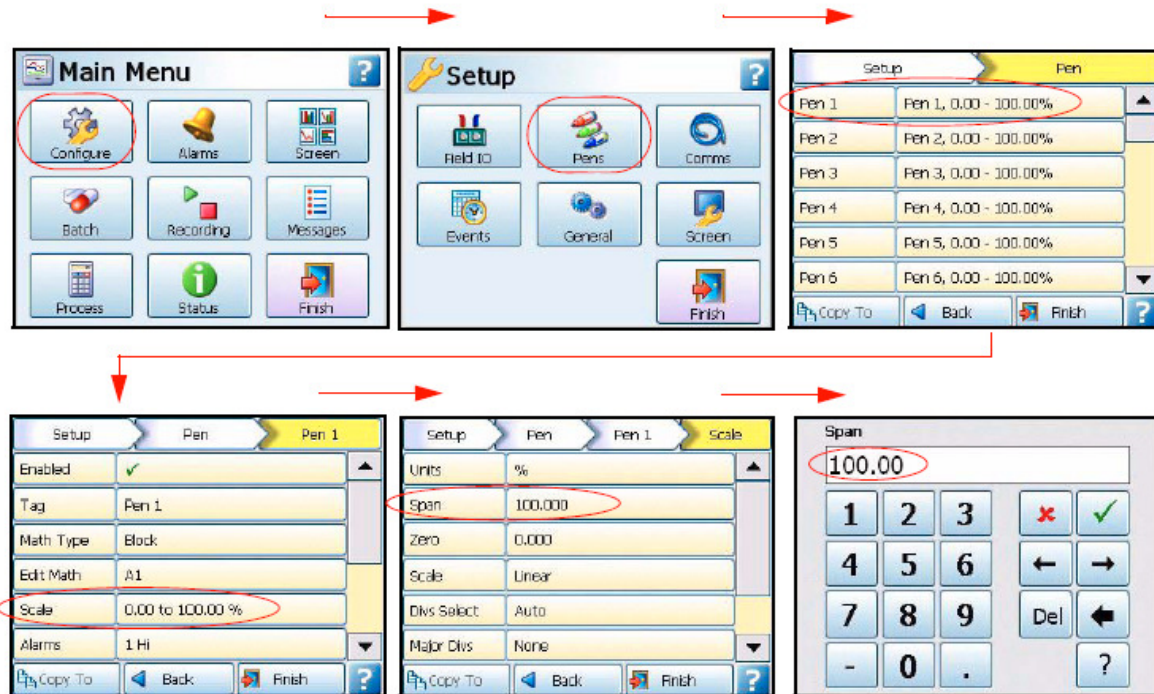 Main Menu ?
Configure Alarms Screen
Batch Recording Messages
Process Status Finish
Setup ?
Field IO Pens Comms
Events General Screen
Finish
Setup Pen
Pen 1 Pen 1, 0.00 - 100.00%
Pen 2 Pen 2, 0.00 - 100.00%
Pen 3 Pen 3, 0.00 - 100.00%
Pen 4 Pen 4, 0.00 - 100.00%
Pen 5 Pen 5, 0.00 - 100.00%
Pen 6 Pen 6, 0.00 - 100.00%
Copy To Back Finish ?
Setup Pen Pen 1
Enabled ✓
Tag Pen 1
Math Type Block
Edit Math A1
Scale 0.00 to 100.00 %
Alarms 1 Hi
Copy To Back Finish ?
Setup Pen Pen 1 Scale
Units %
Span 100.000
Zero 0.000
Scale Linear
Divs Select Auto
Major Divs None
Copy To Back Finish ?
Span
100.00
1 2 3
4 5 6
7 8 9 Del
- 0 . ?